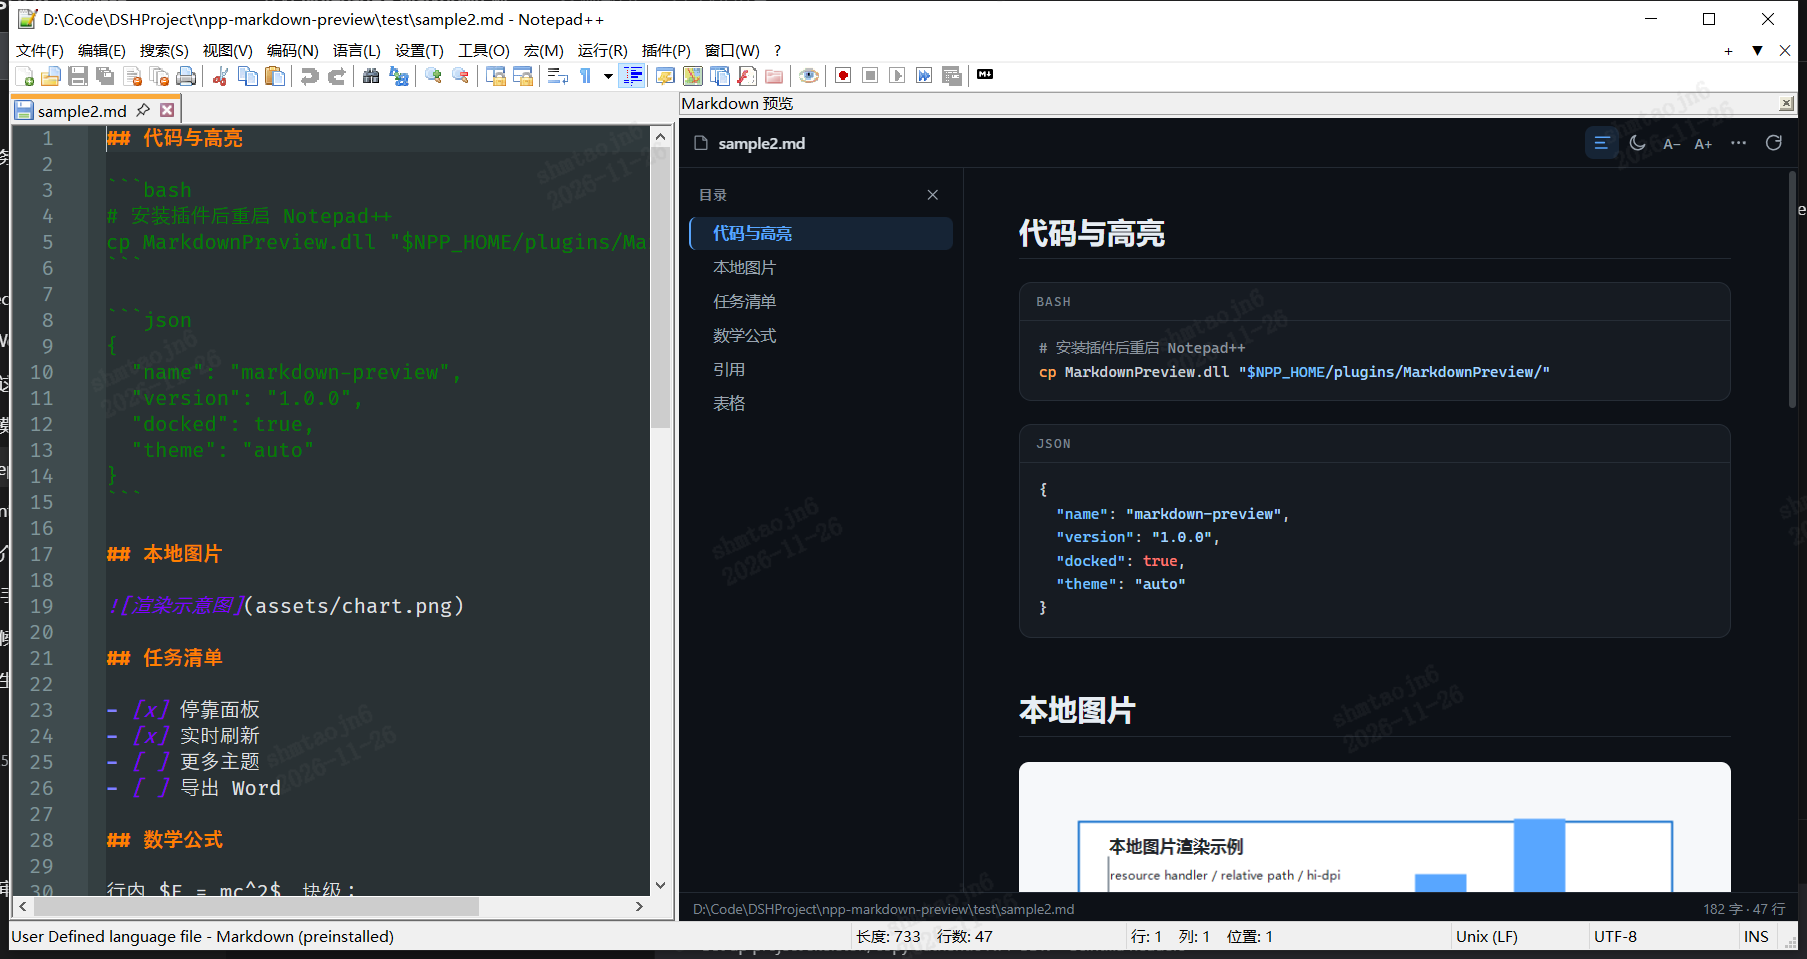 D:\Code\DSHProject\npp-markdown-preview\test\sample2.md - Notepad++
文件(F) 编辑(E) 搜索(S) 视图(V) 编码(N) 语言(L) 设置(T) 工具(O) 宏(M) 运行(R) 插件(P) 窗口(W) ?
sample2.md
1 ## 代码与高亮
2
3 ```bash
4 # 安装插件后重启 Notepad++
5 cp MarkdownPreview.dll "$NPP_HOME/plugins/Ma
6 ```
7
8 ```json
9 {
10 "name": "markdown-preview",
11 "version": "1.0.0",
12 "docked": true,
13 "theme": "auto"
14 }
15 ```
16
17 ## 本地图片
18
19 ![渲染示意图](assets/chart.png)
20
21 ## 任务清单
22
23 - [x] 停靠面板
24 - [x] 实时刷新
25 - [ ] 更多主题
26 - [ ] 导出 Word
27
28 ## 数学公式
29
30 行内 $E = mc^2$ 块级：
Markdown 预览
sample2.md
A− A+
目录
代码与高亮
本地图片
任务清单
数学公式
引用
表格
代码与高亮
BASH
# 安装插件后重启 Notepad++
cp MarkdownPreview.dll "$NPP_HOME/plugins/MarkdownPreview/"
JSON
{
"name": "markdown-preview",
"version": "1.0.0",
"docked": true,
"theme": "auto"
}
本地图片
本地图片渲染示例
resource handler / relative path / hi-dpi
D:\Code\DSHProject\npp-markdown-preview\test\sample2.md
182 字 · 47 行
User Defined language file - Markdown (preinstalled)
长度: 733 行数: 47
行: 1 列: 1 位置: 1
Unix (LF)
UTF-8
INS
shmtaojn6
2026-11-26